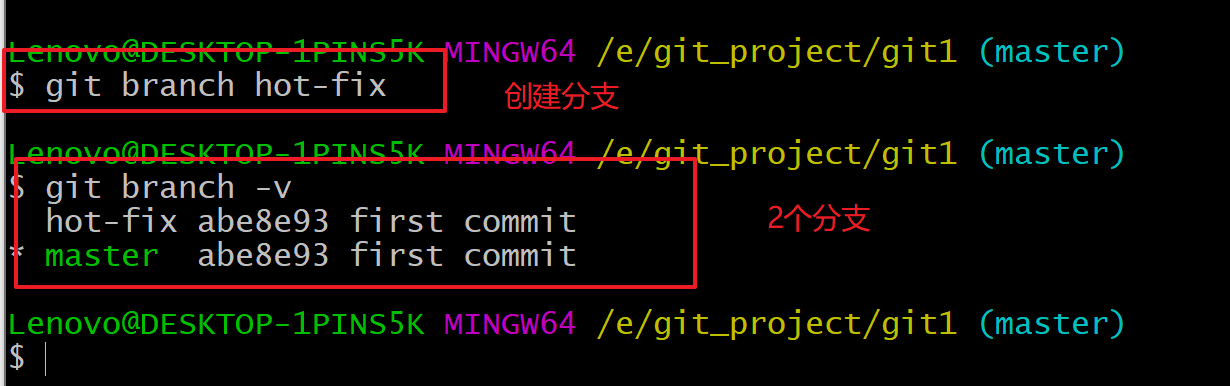 Lenovo@DESKTOP-1PINS5K MINGW64 /e/git_project/git1 (master)
$ git branch hot-fix
创建分支
Lenovo@DESKTOP-1PINS5K MINGW64 /e/git_project/git1 (master)
$ git branch -v
hot-fix abe8e93 first commit
2个分支
* master  abe8e93 first commit
Lenovo@DESKTOP-1PINS5K MINGW64 /e/git_project/git1 (master)
$